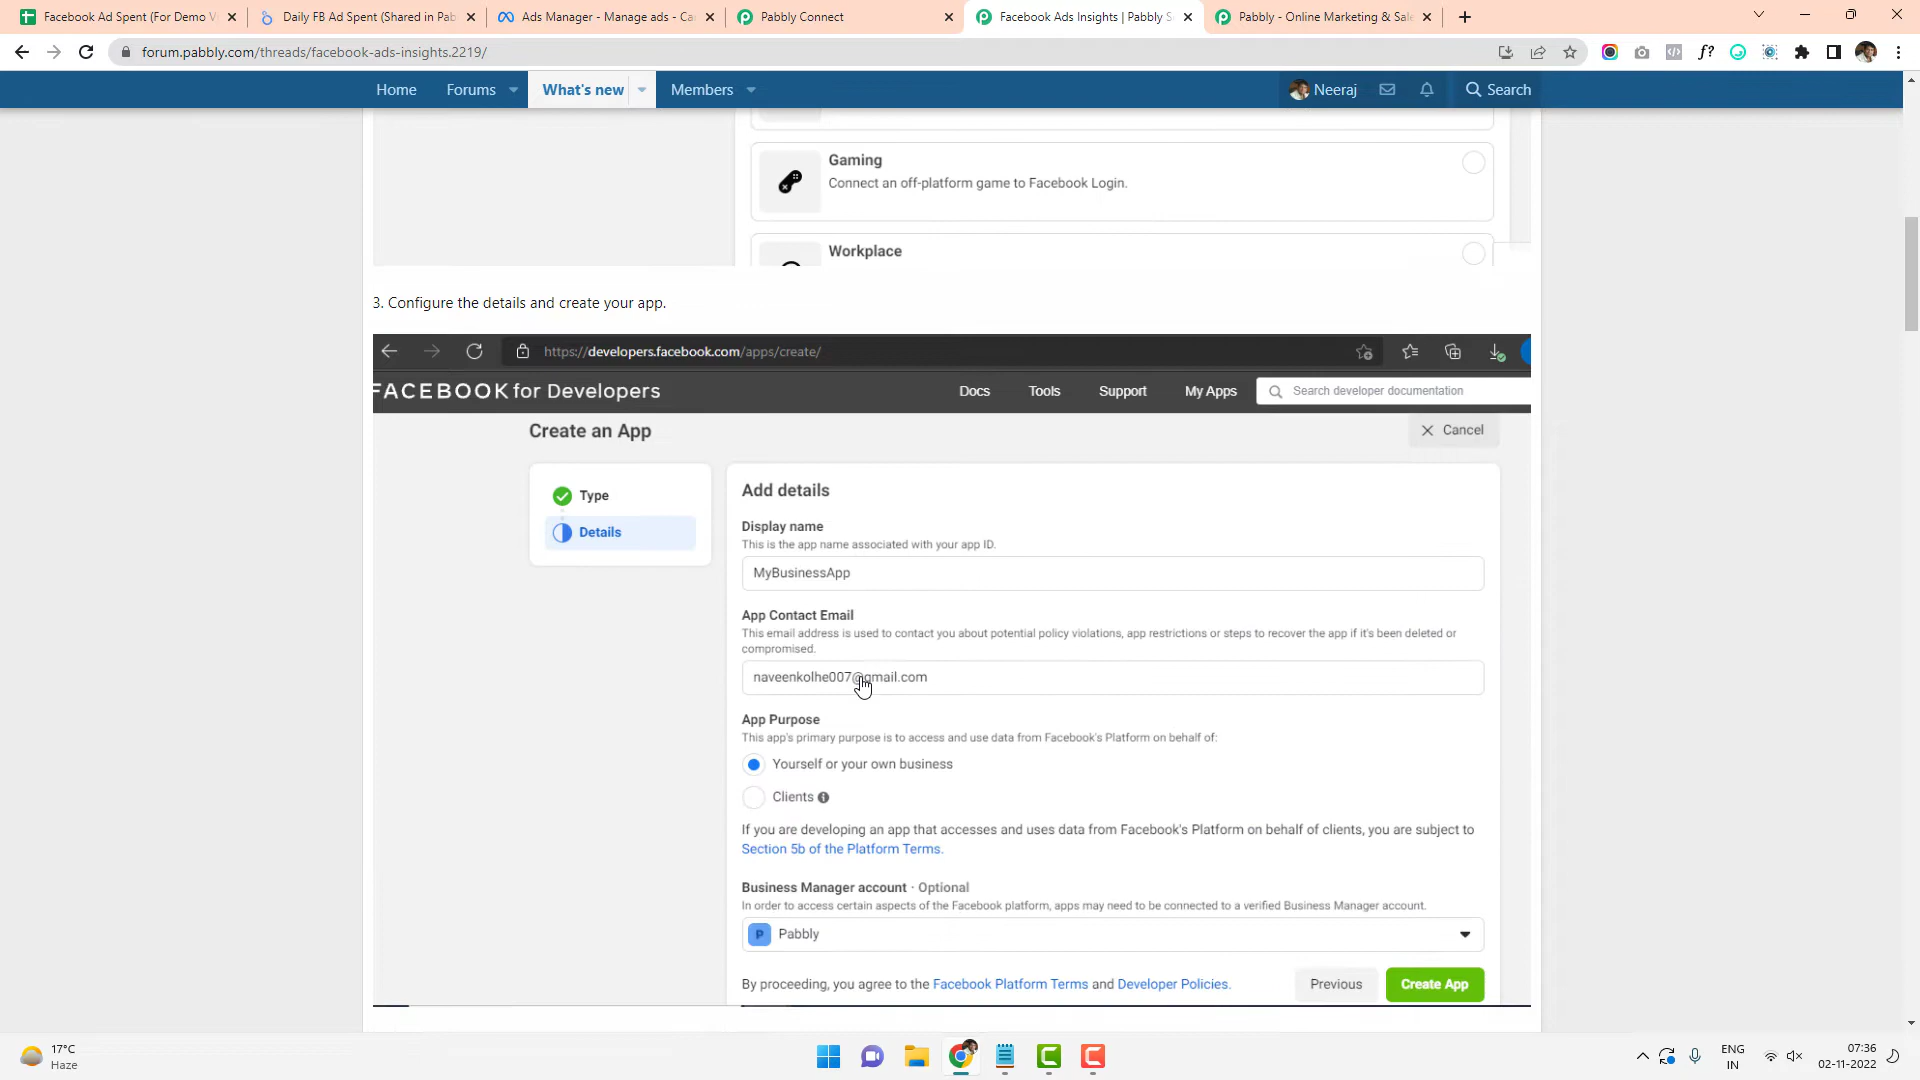 Facebook Ad Spent (For Demo V
Daily FB Ad Spent (Shared in Pab
Ads Manager - Manage ads - Ca
Pabbly Connect
Facebook Ads Insights | Pabbly S
Pabbly - Online Marketing & Sale
forum.pabbly.com/threads/facebook-ads-insights.2219/
f?
Home
Forums
What's new
Members
Neeraj
Search
Gaming
Connect an off-platform game to Facebook Login.
Workplace
3. Configure the details and create your app.
https://developers.facebook.com/apps/create/
FACEBOOK for Developers
Docs
Tools
Support
My Apps
Search developer documentation
Create an App
Cancel
Type
Details
Add details
Display name
This is the app name associated with your app ID.
MyBusinessApp
App Contact Email
This email address is used to contact you about potential policy violations, app restrictions or steps to recover the app if it's been deleted or
compromised.
naveenkolhe007@gmail.com
App Purpose
This app's primary purpose is to access and use data from Facebook's Platform on behalf of:
Yourself or your own business
Clients
If you are developing an app that accesses and uses data from Facebook's Platform on behalf of clients, you are subject to
Section 5b of the Platform Terms.
Business Manager account · Optional
In order to access certain aspects of the Facebook platform, apps may need to be connected to a verified Business Manager account.
P Pabbly
By proceeding, you agree to the Facebook Platform Terms and Developer Policies.
Previous
Create App
17°C
Haze
ENG
IN
07:36
02-11-2022